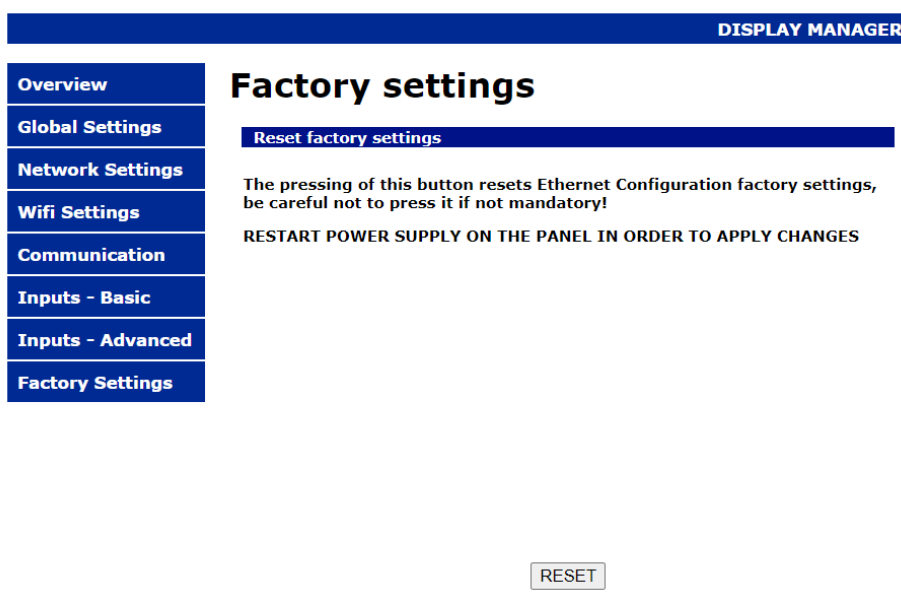 DISPLAY MANAGER
Overview
Global Settings
Network Settings
Wifi Settings
Communication
Inputs - Basic
Inputs - Advanced
Factory Settings
Factory settings
Reset factory settings
The pressing of this button resets Ethernet Configuration factory settings,
be careful not to press it if not mandatory!
RESTART POWER SUPPLY ON THE PANEL IN ORDER TO APPLY CHANGES
RESET